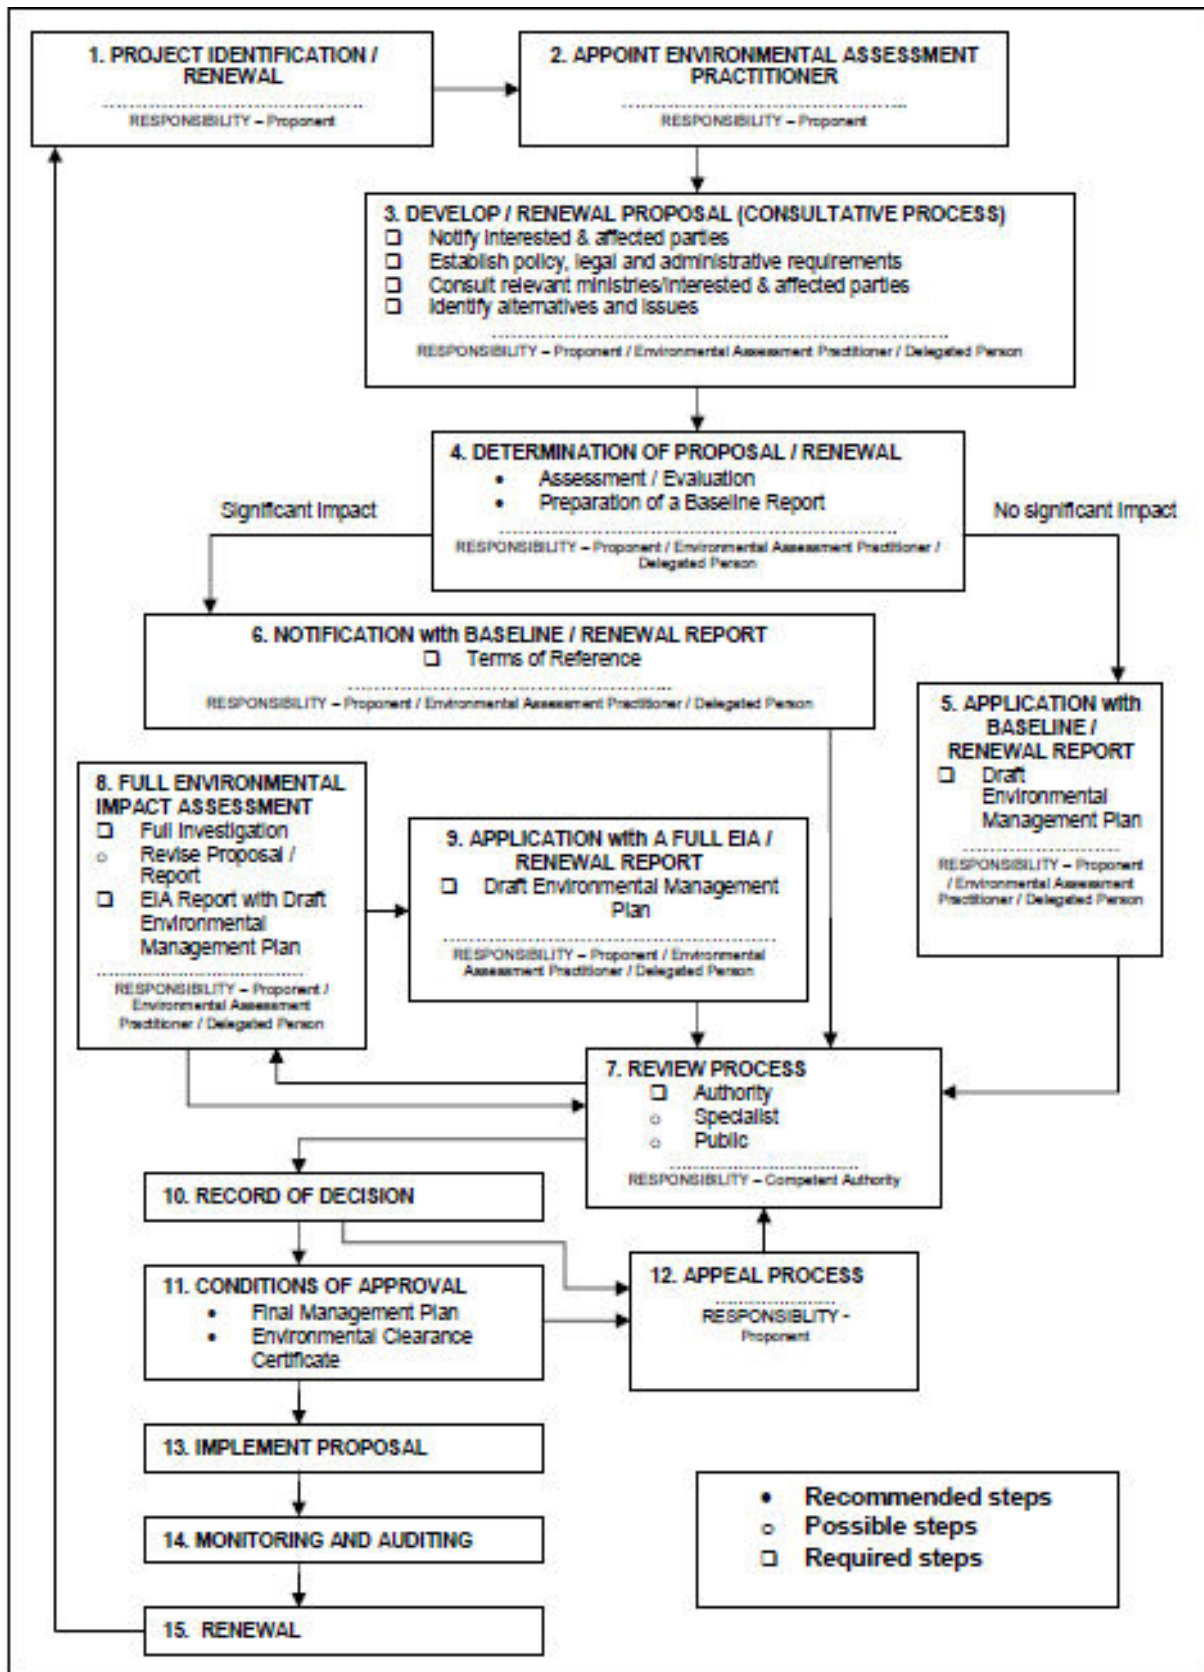 1. PROJECT IDENTIFICATION /
RENEWAL
RESPONSIBILITY – Proponent
2. APPOINT ENVIRONMENTAL ASSESSMENT
PRACTITIONER
RESPONSIBILITY – Proponent
3. DEVELOP / RENEWAL PROPOSAL (CONSULTATIVE PROCESS)
❑ Notify interested & affected parties
❑ Establish policy, legal and administrative requirements
❑ Consult relevant ministries/interested & affected parties
❑ Identify alternatives and issues
RESPONSIBILITY – Proponent / Environmental Assessment Practitioner / Delegated Person
4. DETERMINATION OF PROPOSAL / RENEWAL
• Assessment / Evaluation
• Preparation of a Baseline Report
RESPONSIBILITY – Proponent / Environmental Assessment Practitioner /
Delegated Person
Significant Impact
No significant Impact
6. NOTIFICATION with BASELINE / RENEWAL REPORT
❑ Terms of Reference
RESPONSIBILITY – Proponent / Environmental Assessment Practitioner / Delegated Person
5. APPLICATION with
BASELINE /
RENEWAL REPORT
❑ Draft
Environmental
Management Plan
RESPONSIBILITY – Proponent
/ Environmental Assessment
Practitioner / Delegated Person
8. FULL ENVIRONMENTAL
IMPACT ASSESSMENT
❑ Full Investigation
○ Revise Proposal /
Report
❑ EIA Report with Draft
Environmental
Management Plan
RESPONSIBILITY – Proponent /
Environmental Assessment
Practitioner / Delegated Person
9. APPLICATION with A FULL EIA /
RENEWAL REPORT
❑ Draft Environmental Management
Plan
RESPONSIBILITY – Proponent / Environmental
Assessment Practitioner / Delegated Person
7. REVIEW PROCESS
❑ Authority
○ Specialist
○ Public
RESPONSIBILITY – Competent Authority
10. RECORD OF DECISION
11. CONDITIONS OF APPROVAL
• Final Management Plan
• Environmental Clearance
Certificate
12. APPEAL PROCESS
RESPONSIBLITY -
Proponent
13. IMPLEMENT PROPOSAL
14. MONITORING AND AUDITING
15. RENEWAL
• Recommended steps
○ Possible steps
❑ Required steps